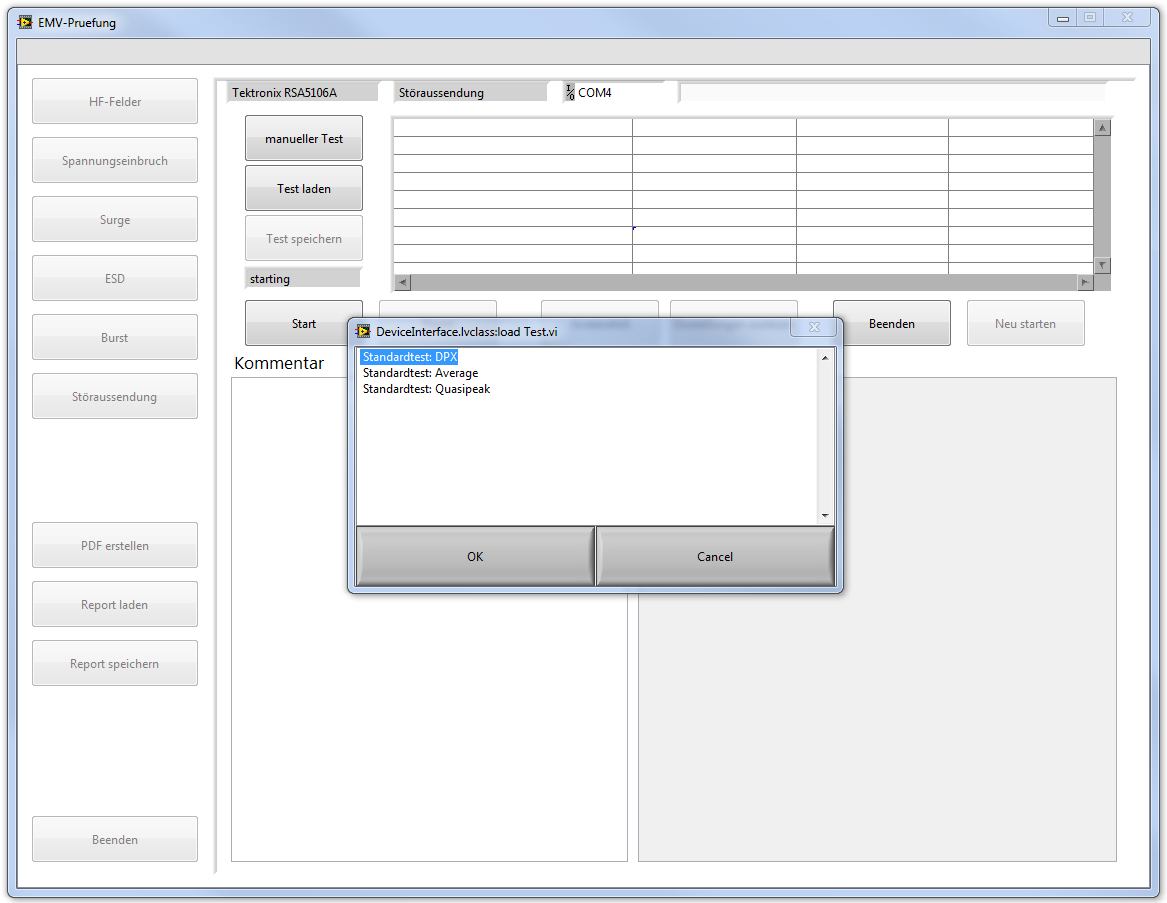 EMV-Pruefung
HF-Felder
Spannungseinbruch
Surge
ESD
Burst
Störaussendung
PDF erstellen
Report laden
Report speichern
Beenden
Tektronix RSA5106A
Störaussendung
I/O COM4
manueller Test
Test laden
Test speichern
starting
Start
Beenden
Neu starten
Kommentar
DeviceInterface.lvclass:load Test.vi
Standardtest: DPX
Standardtest: Average
Standardtest: Quasipeak
OK
Cancel